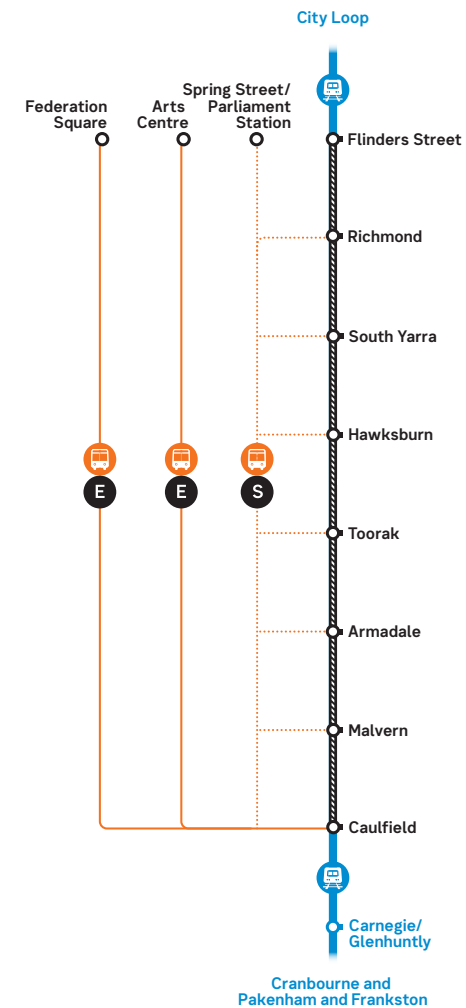 City Loop
Federation
Square
Arts
Centre
Spring Street/
Parliament
Station
Flinders Street
Richmond
South Yarra
Hawksburn
E
E
S
Toorak
Armadale
Malvern
Caulfield
Carnegie/
Glenhuntly
Cranbourne and
Pakenham and Frankston